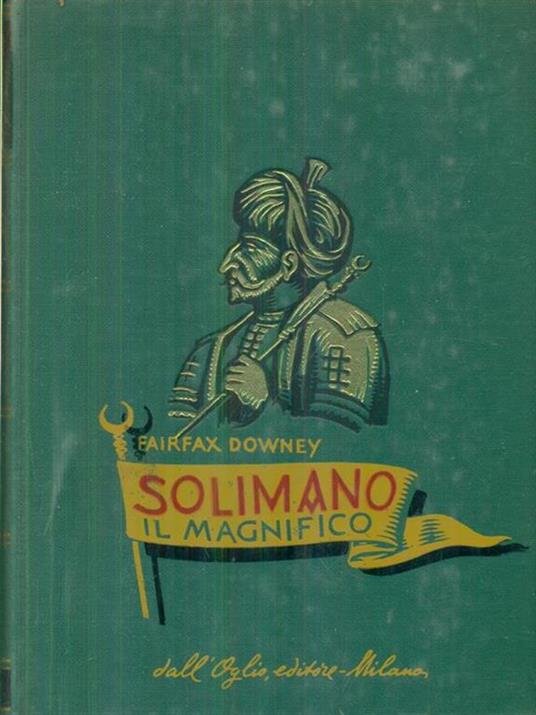 FAIRFAX DOWNEY
SOLIMANO
IL MAGNIFICO
dall'Oglio, editore - Milano